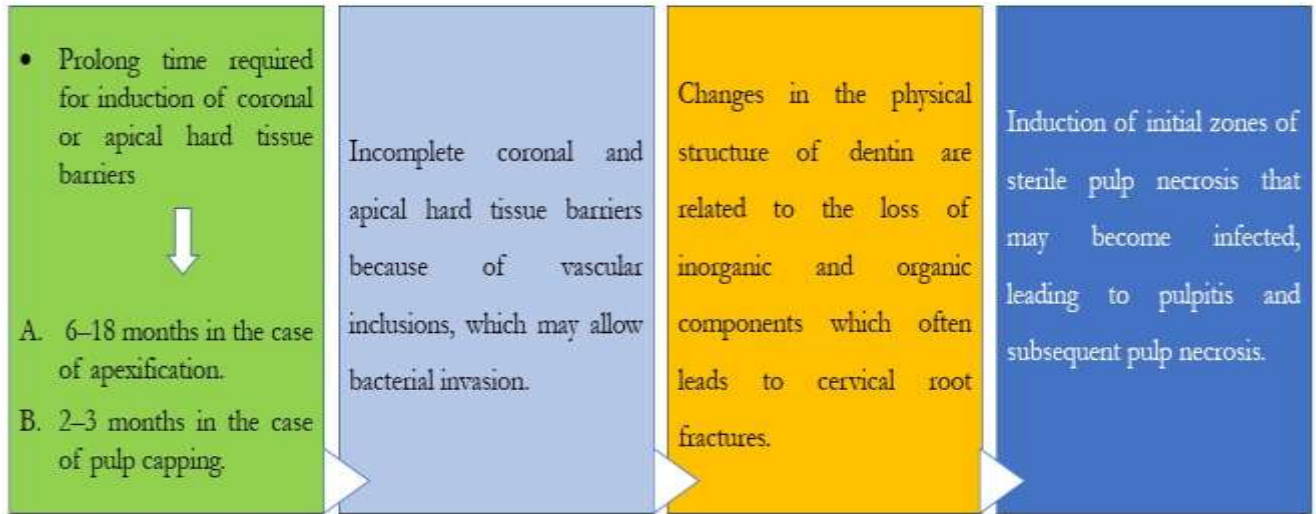 • Prolong time required
for induction of coronal
or apical hard tissue
barriers
A. 6–18 months in the case
of apexification.
B. 2–3 months in the case
of pulp capping.
Incomplete coronal and
apical hard tissue barriers
because of vascular
inclusions, which may allow
bacterial invasion.
Changes in the physical
structure of dentin are
related to the loss of
inorganic and organic
components which often
leads to cervical root
fractures.
Induction of initial zones of
sterile pulp necrosis that
may become infected,
leading to pulpitis and
subsequent pulp necrosis.